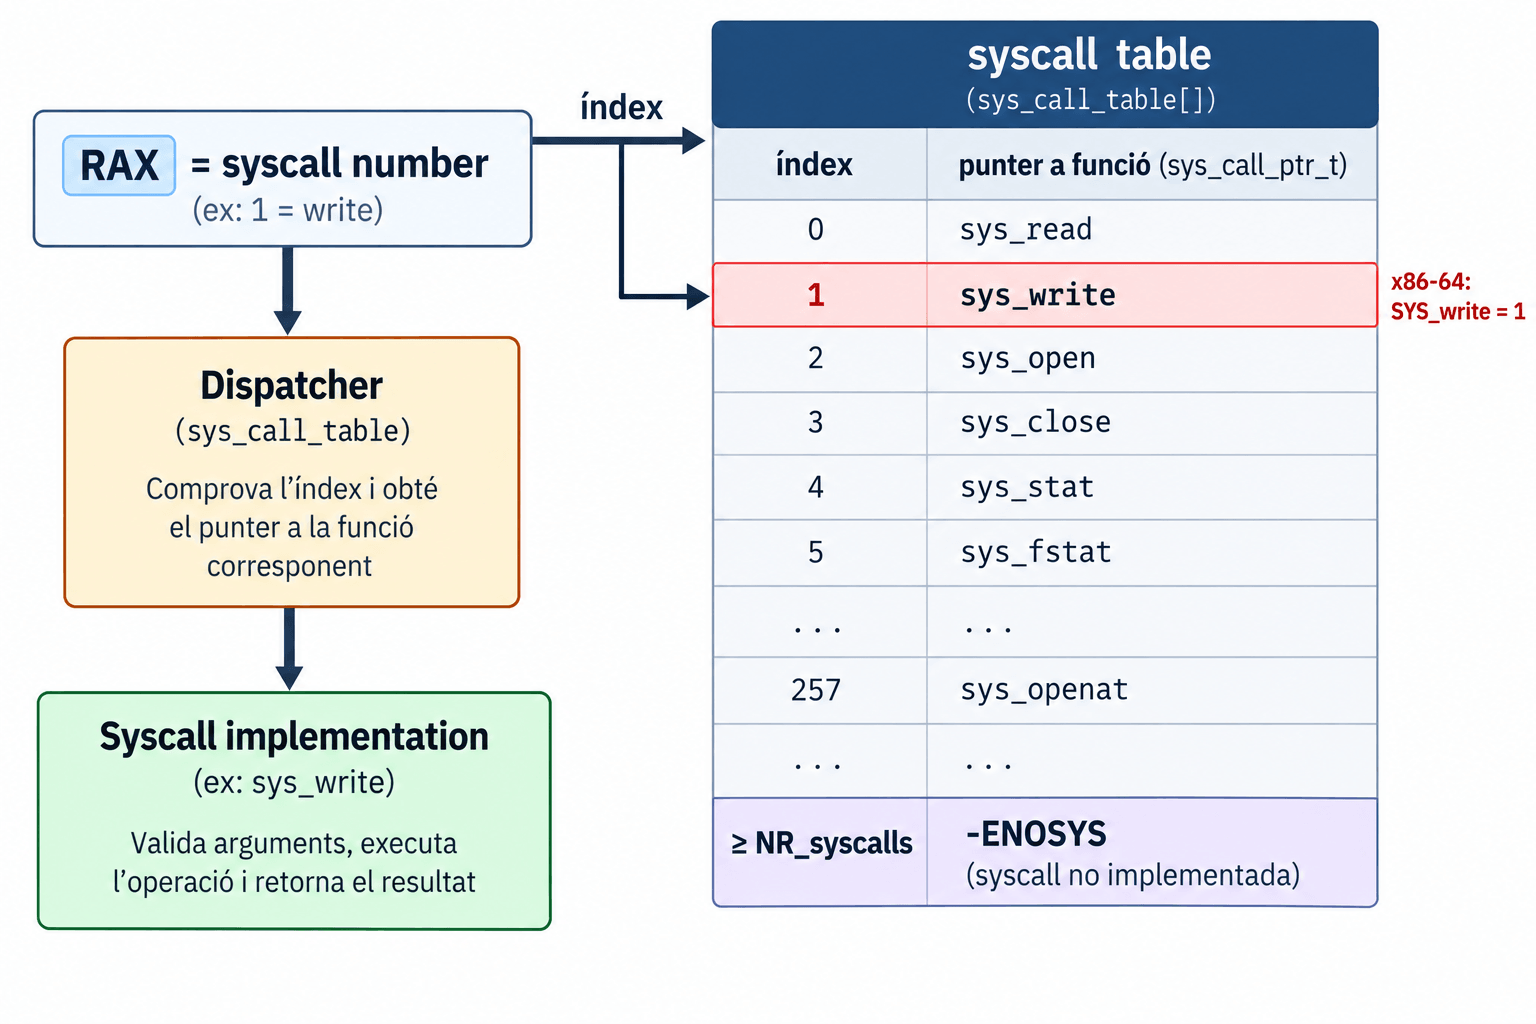 RAX = syscall number
(ex: 1 = write)
índex
Dispatcher
(sys_call_table)
Comprova l’índex i obté
el punter a la funció
corresponent
Syscall implementation
(ex: sys_write)
Valida arguments, executa
l’operació i retorna el resultat
syscall table
(sys_call_table[])
índex punter a funció (sys_call_ptr_t)
0 sys_read
1 sys_write
x86-64:
SYS_write = 1
2 sys_open
3 sys_close
4 sys_stat
5 sys_fstat
... ...
257 sys_openat
... ...
≥ NR_syscalls -ENOSYS
(syscall no implementada)